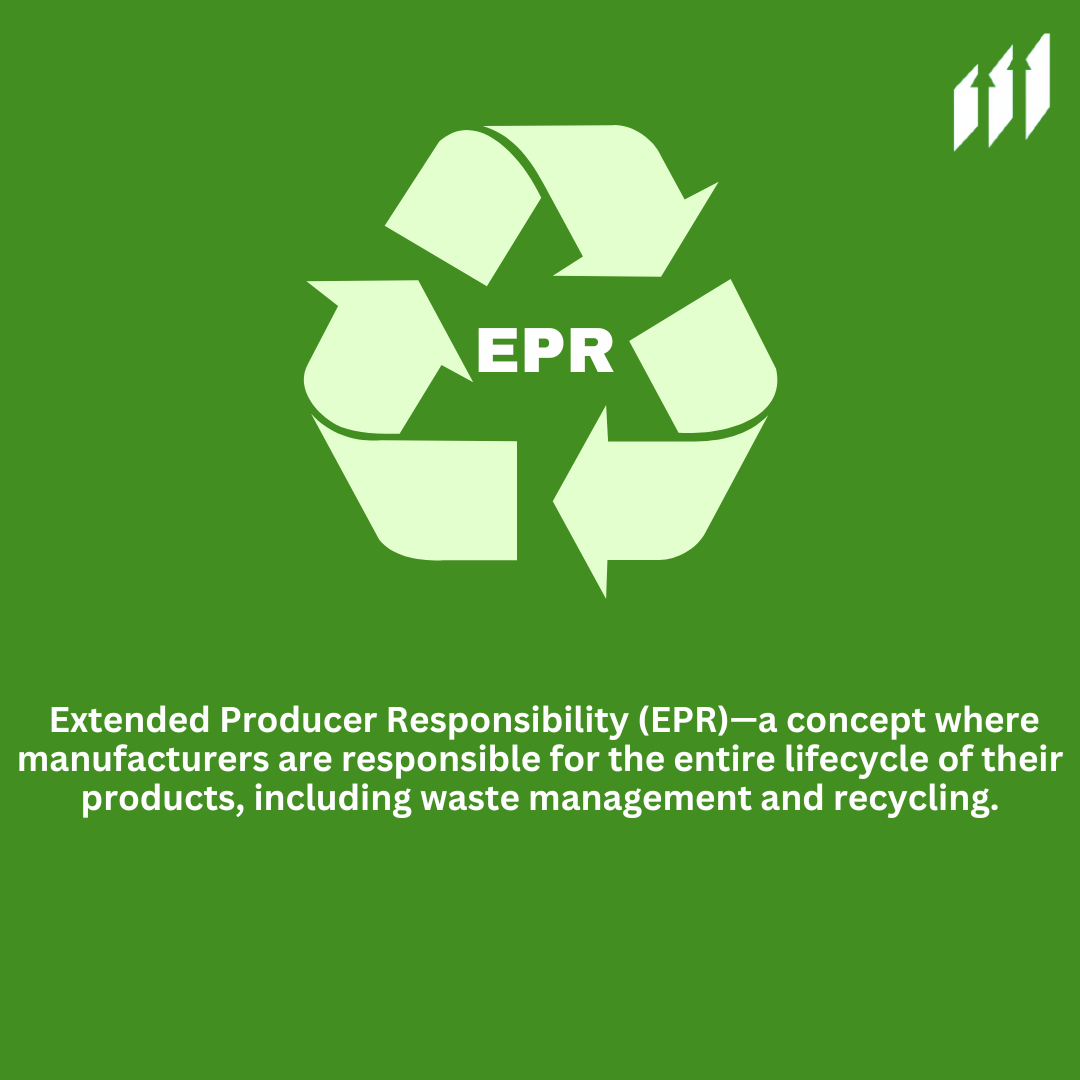 EPR
Extended Producer Responsibility (EPR)—a concept where
manufacturers are responsible for the entire lifecycle of their
products, including waste management and recycling.